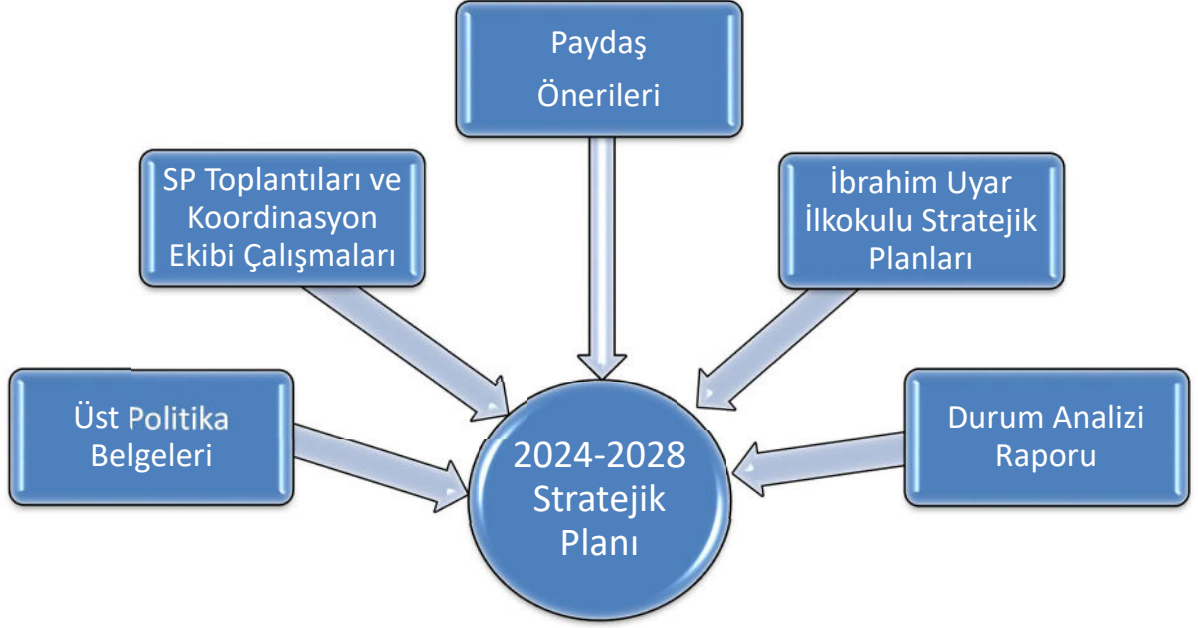 Paydaş
Önerileri
SP Toplantıları ve
Koordinasyon
Ekibi Çalışmaları
İbrahim Uyar
İlkokulu Stratejik
Planları
Üst Politika
Belgeleri
Durum Analizi
Raporu
2024-2028
Stratejik
Planı